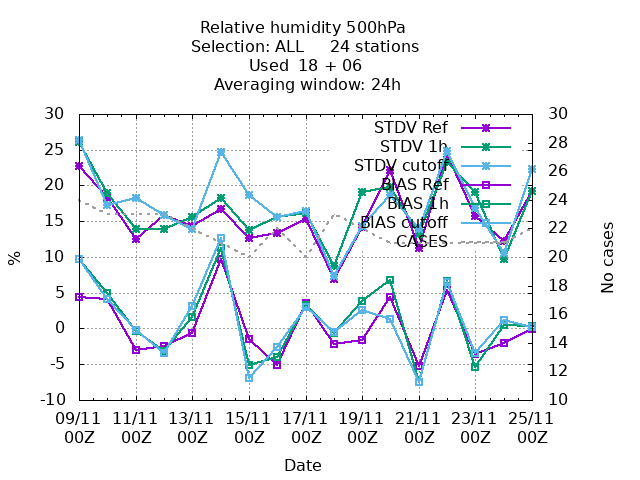 Relative humidity 500hPa
Selection: ALL     24 stations
Used  18 + 06
Averaging window: 24h
30 30
25 28
20 26
15 24
10 22
5 20
0 18
-5 16
-10 14
12
10
%
No cases
STDV Ref
STDV 1h
STDV cutoff
BIAS Ref
BIAS 1h
BIAS cutoff
CASES
09/11 11/11 13/11 15/11 17/11 19/11 21/11 23/11 25/11
00Z 00Z 00Z 00Z 00Z 00Z 00Z 00Z 00Z
Date